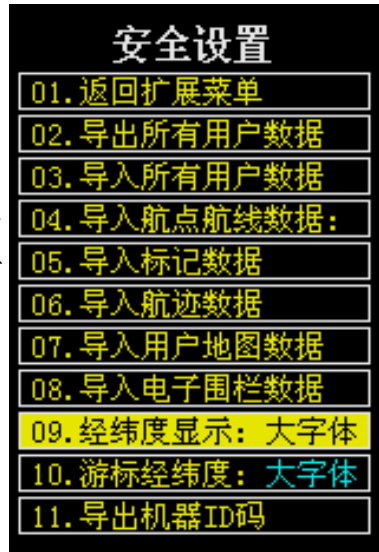 安全设置
01.返回扩展菜单
02.导出所有用户数据
03.导入所有用户数据
04.导入航点航线数据：
05.导入标记数据
06.导入航迹数据
07.导入用户地图数据
08.导入电子围栏数据
09.经纬度显示：大字体
10.游标经纬度：大字体
11.导出机器ID码